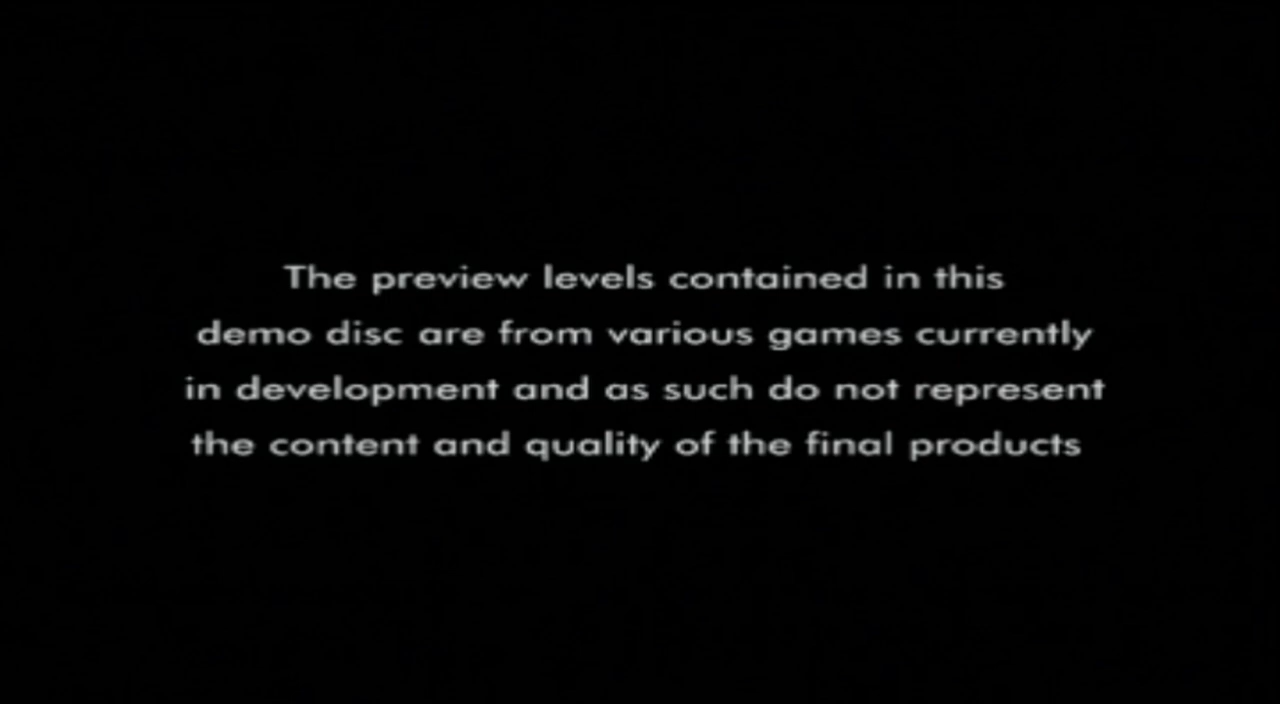 The preview levels contained in this
demo disc are from various games currently
in development and as such do not represent
the content and quality of the final products